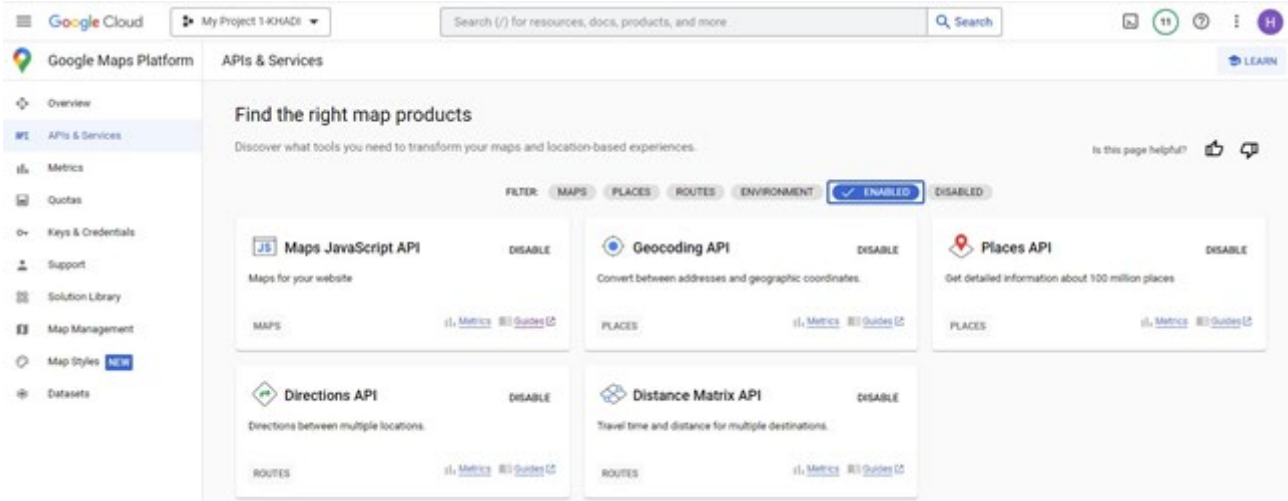 Google Cloud
My Project 1-KHADI
Search (/) for resources, docs, products, and more
Search
11
H
Google Maps Platform
APIs & Services
LEARN
Overview
API APIs & Services
Metrics
Quotas
Keys & Credentials
Support
Solution Library
Map Management
Map Styles NEW
Datasets
Find the right map products
Discover what tools you need to transform your maps and location-based experiences.
Is this page helpful?
FILTER: MAPS PLACES ROUTES ENVIRONMENT ENABLED DISABLED
JS Maps JavaScript API DISABLE
Maps for your website
MAPS Metrics Guides
Geocoding API DISABLE
Convert between addresses and geographic coordinates.
PLACES Metrics Guides
Places API DISABLE
Get detailed information about 100 million places
PLACES Metrics Guides
Directions API DISABLE
Directions between multiple locations.
ROUTES Metrics Guides
Distance Matrix API DISABLE
Travel time and distance for multiple destinations.
ROUTES Metrics Guides